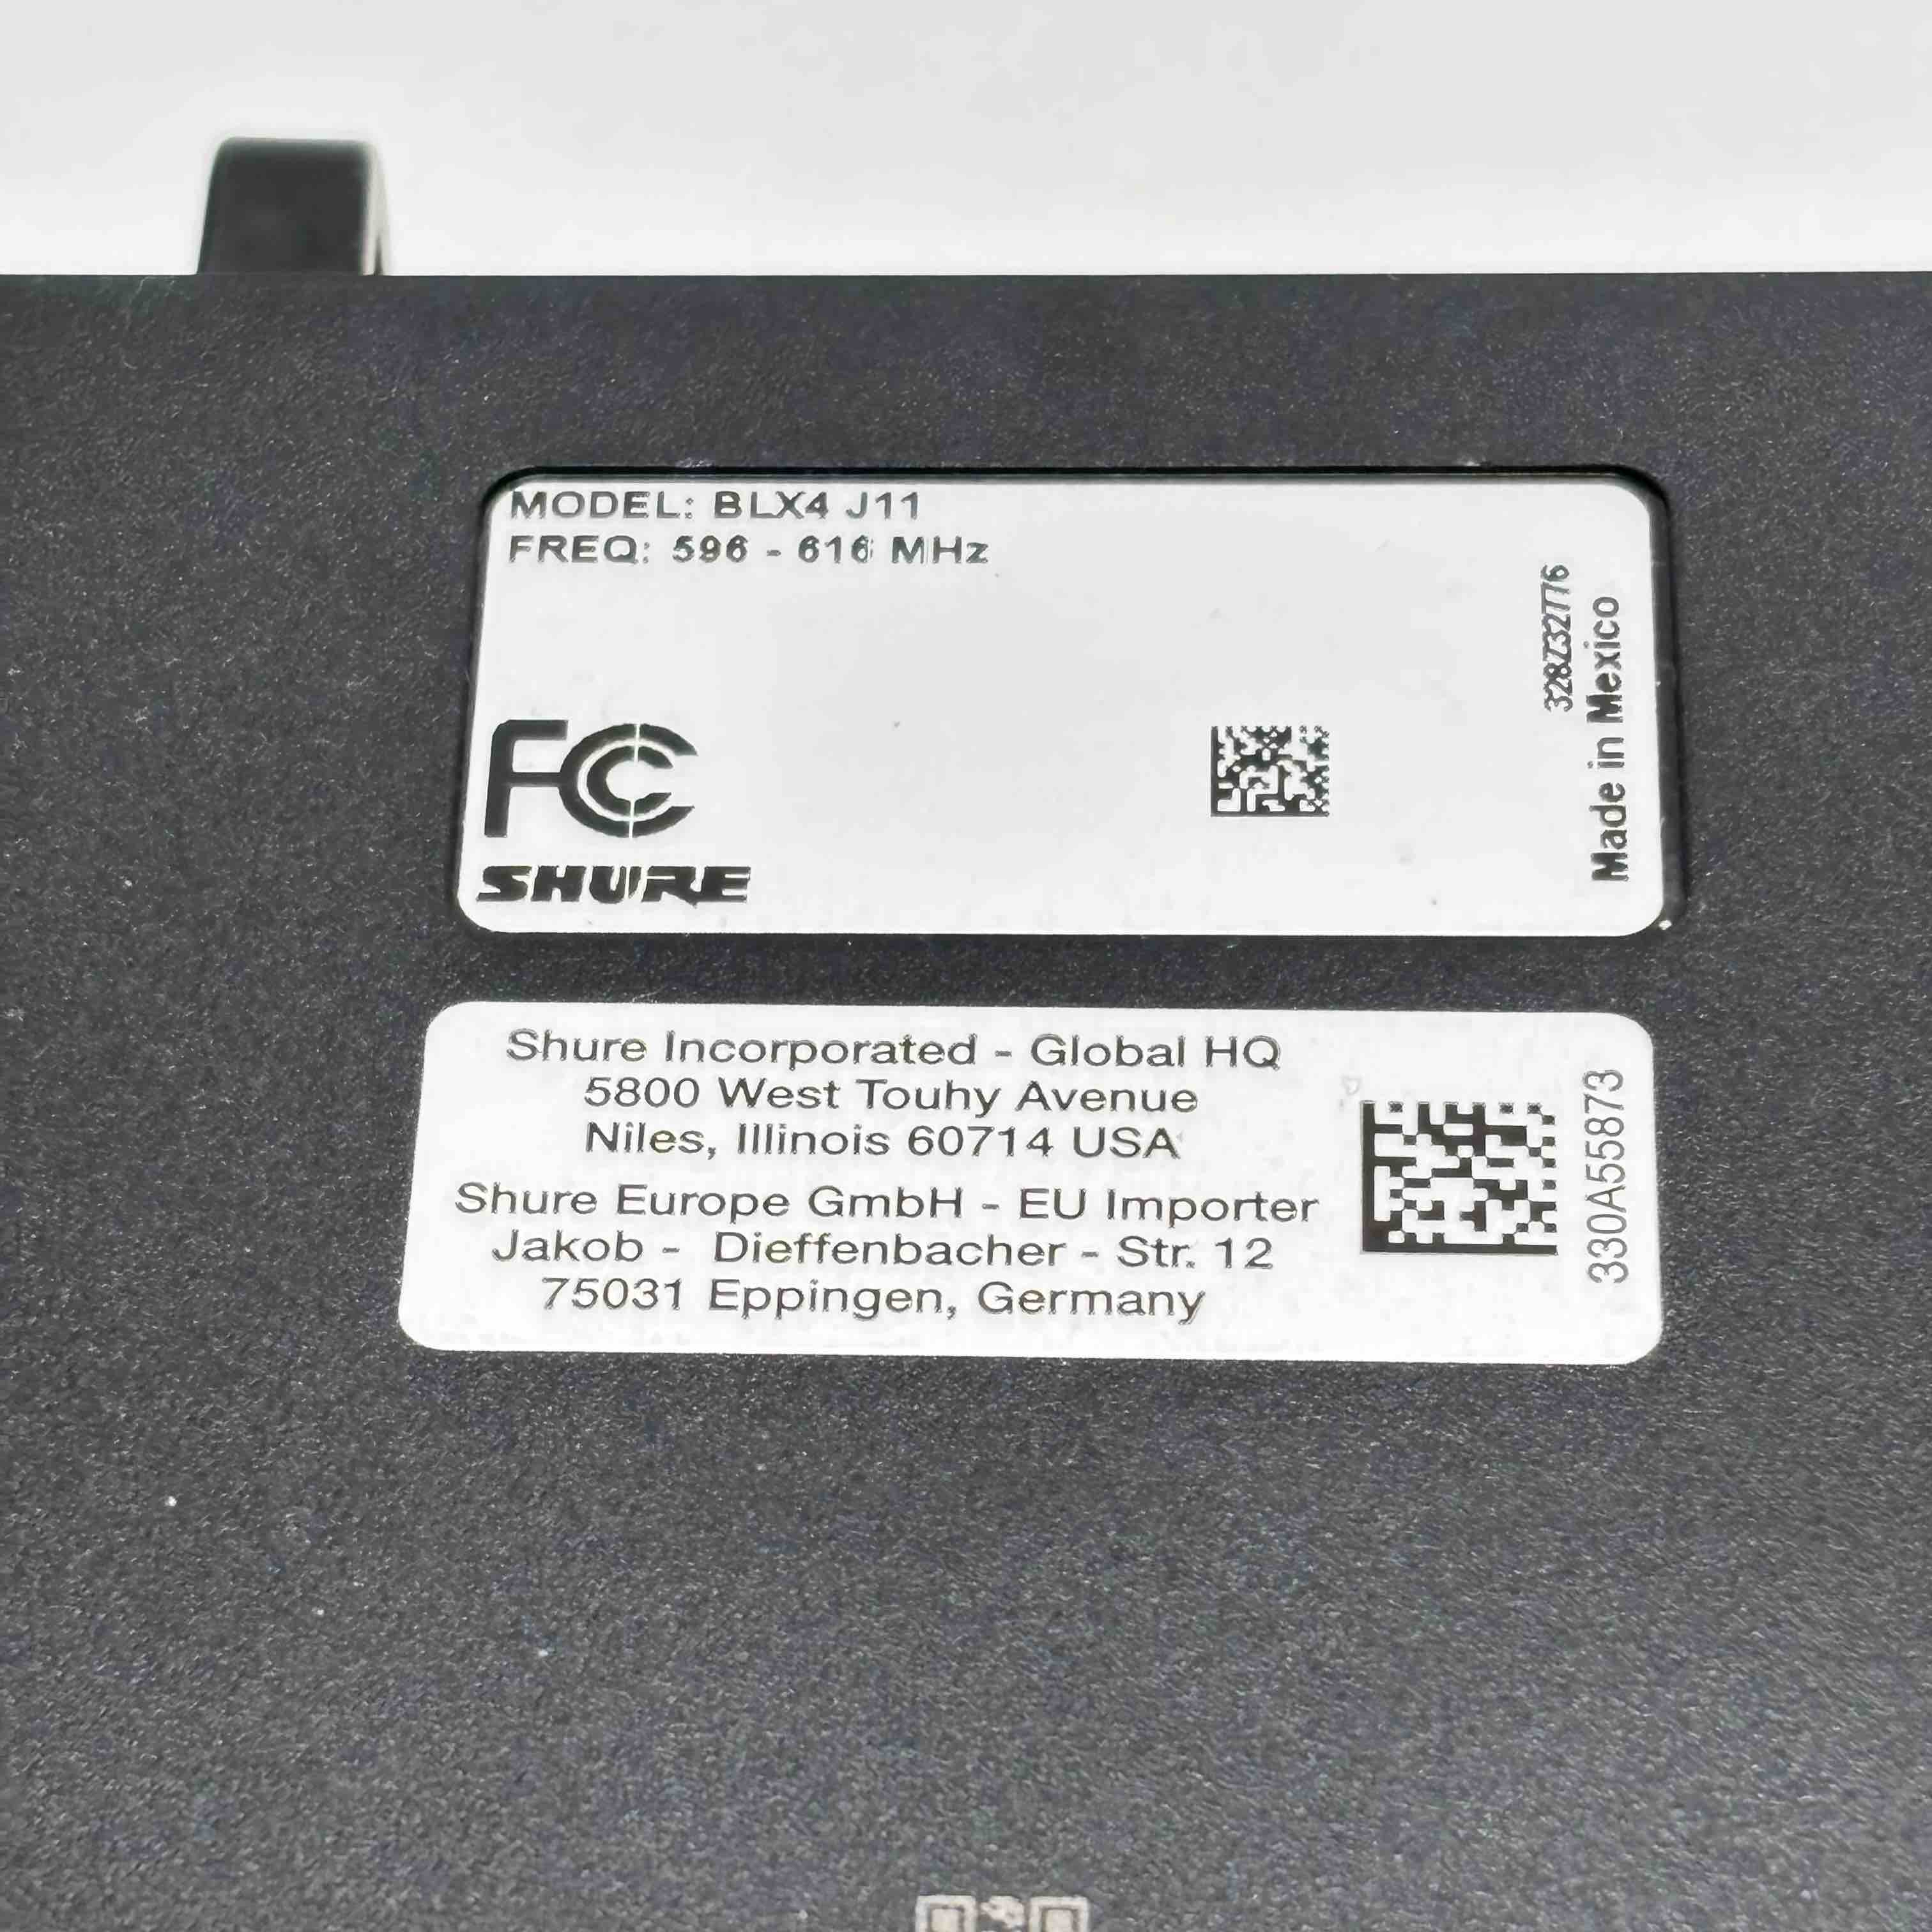 MODEL: BLX4 J11
FREQ: 596 - 616 MHz
FC
SHURE
328Z32776
Made in Mexico
Shure Incorporated - Global HQ
5800 West Touhy Avenue
Niles, Illinois 60714 USA
Shure Europe GmbH - EU Importer
Jakob - Dieffenbacher - Str. 12
75031 Eppingen, Germany
330A55873